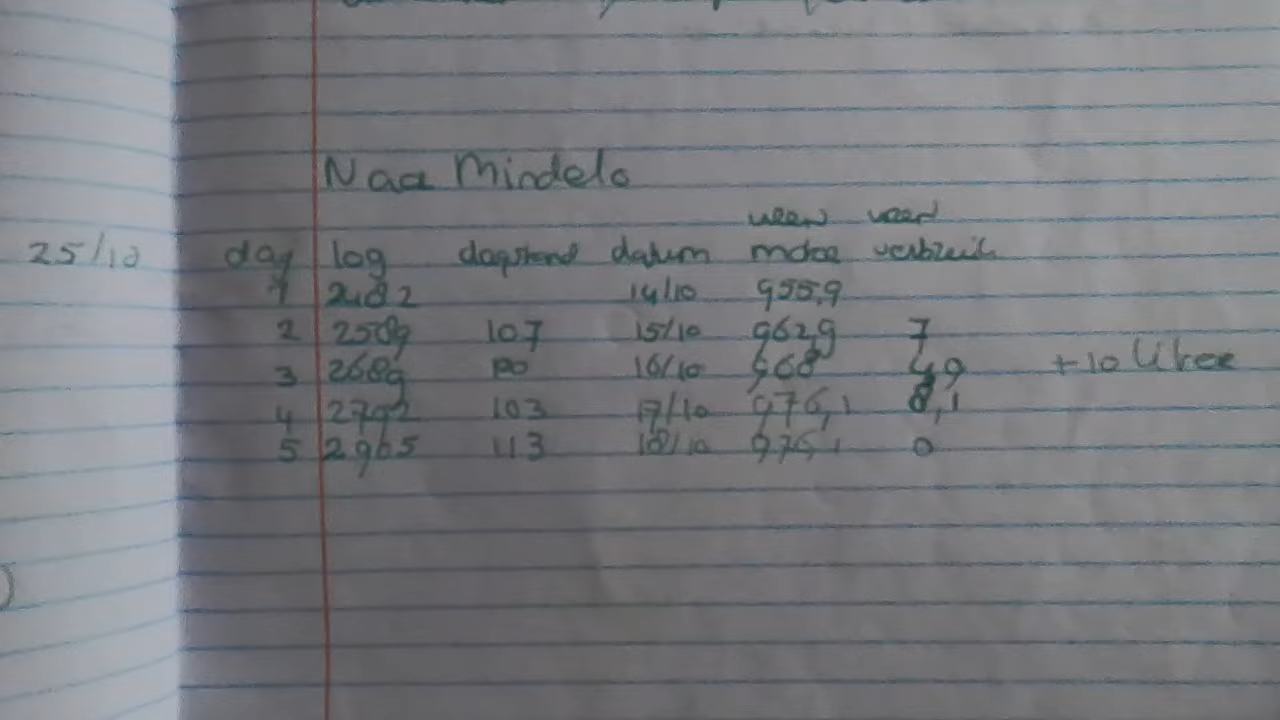 Naar Mindelo
uren uren
25/10 dag log dagstand datum motor verbruik
1 2482 14/10 955,9
2 2589 107 15/10 962,9 7
3 2689 100 16/10 968 4,9 +10 liter
4 2792 103 17/10 976,1 8,1
5 2905 113 18/10 976,1 0